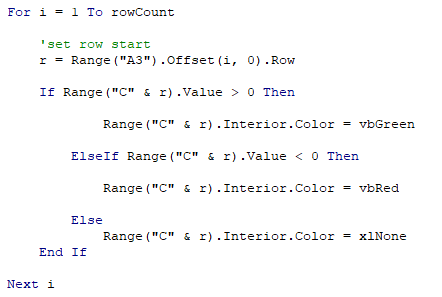 For i = 1 To rowCount
'set row start
r = Range("A3").Offset(i, 0).Row
If Range("C" & r).Value > 0 Then
Range("C" & r).Interior.Color = vbGreen
ElseIf Range("C" & r).Value < 0 Then
Range("C" & r).Interior.Color = vbRed
Else
Range("C" & r).Interior.Color = xlNone
End If
Next i